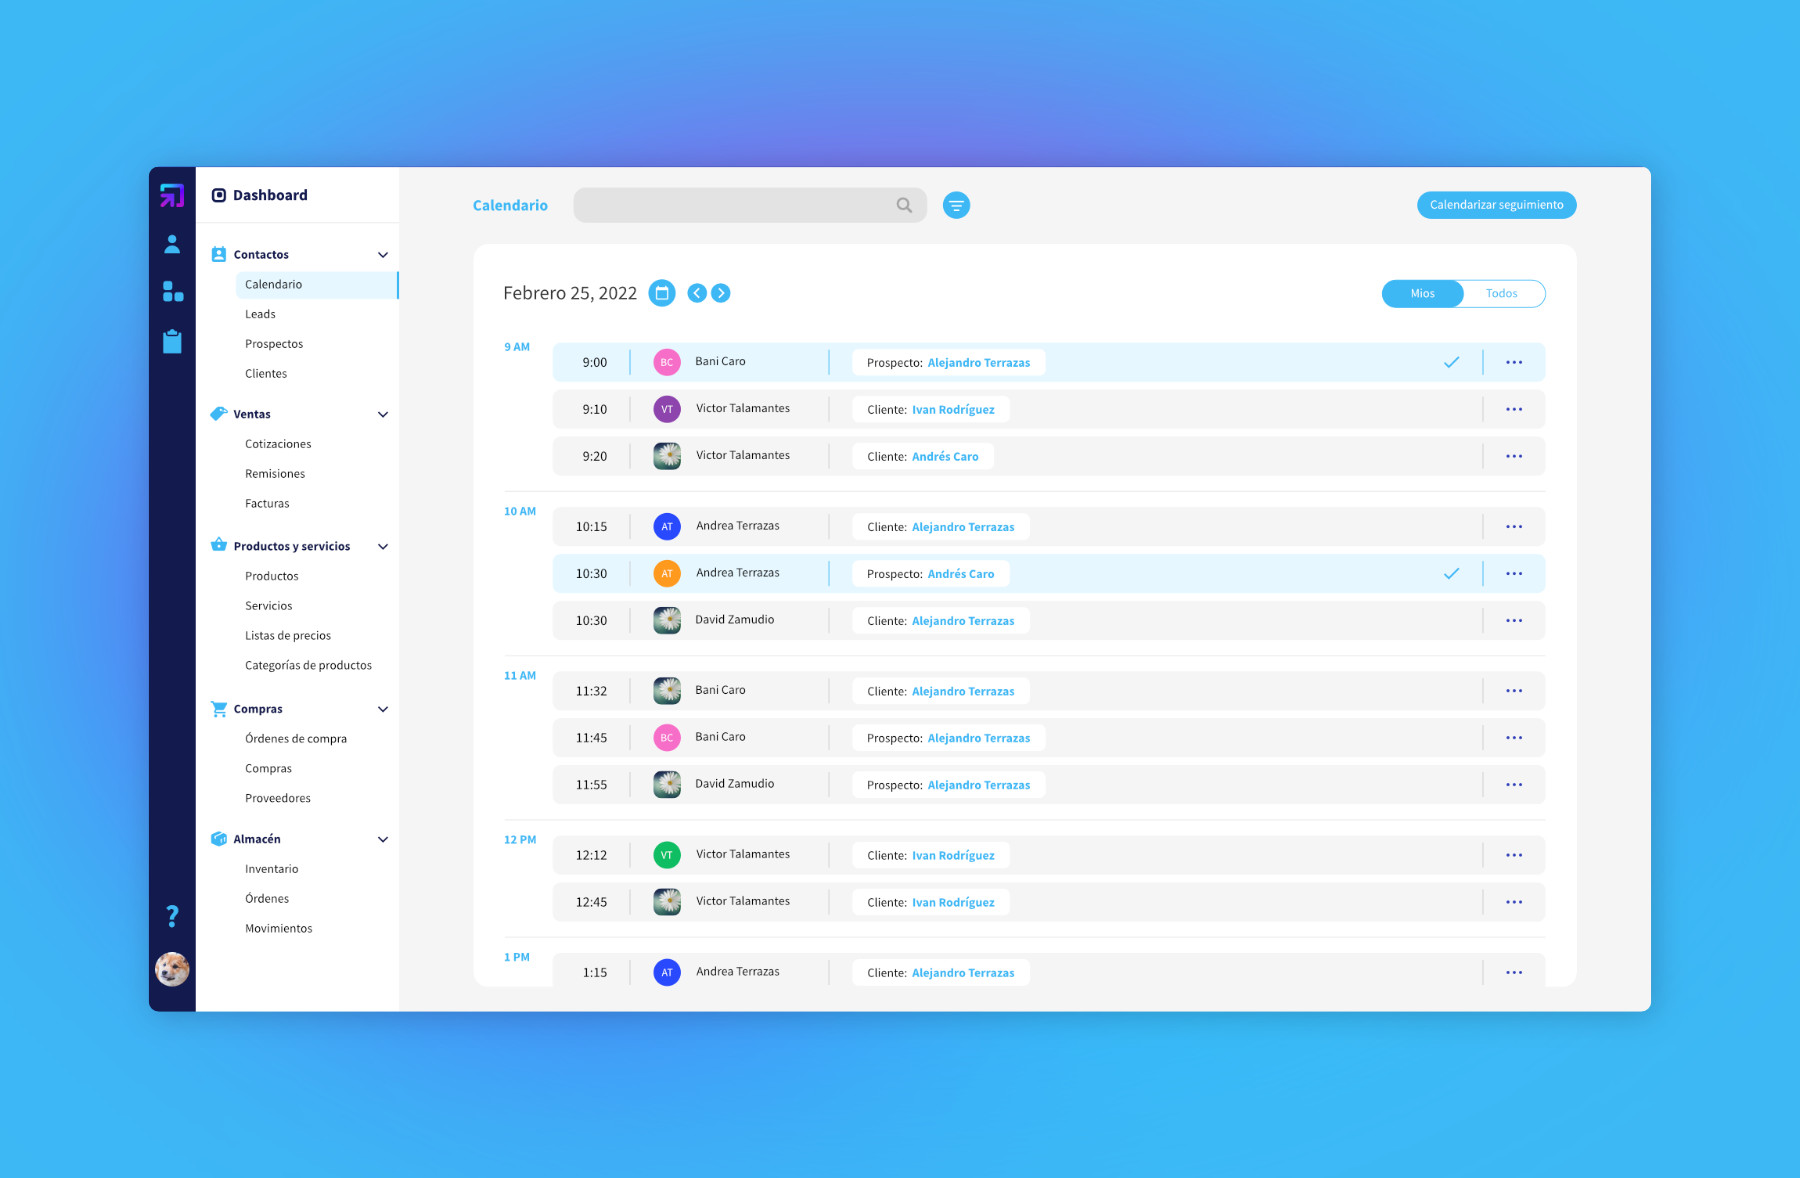 Dashboard
Contactos
Calendario
Leads
Prospectos
Clientes
Ventas
Cotizaciones
Remisiones
Facturas
Productos y servicios
Productos
Servicios
Listas de precios
Categorías de productos
Compras
Órdenes de compra
Compras
Proveedores
Almacén
Inventario
Órdenes
Movimientos
?
Calendario
Calendarizar seguimiento
Febrero 25, 2022
Mios Todos
9 AM
9:00 BC Bani Caro Prospecto: Alejandro Terrazas
9:10 VT Victor Talamantes Cliente: Ivan Rodríguez
9:20 Victor Talamantes Cliente: Andrés Caro
10 AM
10:15 AT Andrea Terrazas Cliente: Alejandro Terrazas
10:30 AT Andrea Terrazas Prospecto: Andrés Caro
10:30 David Zamudio Cliente: Alejandro Terrazas
11 AM
11:32 Bani Caro Cliente: Alejandro Terrazas
11:45 BC Bani Caro Prospecto: Alejandro Terrazas
11:55 David Zamudio Prospecto: Alejandro Terrazas
12 PM
12:12 VT Victor Talamantes Cliente: Ivan Rodríguez
12:45 Victor Talamantes Cliente: Ivan Rodríguez
1 PM
1:15 AT Andrea Terrazas Cliente: Alejandro Terrazas